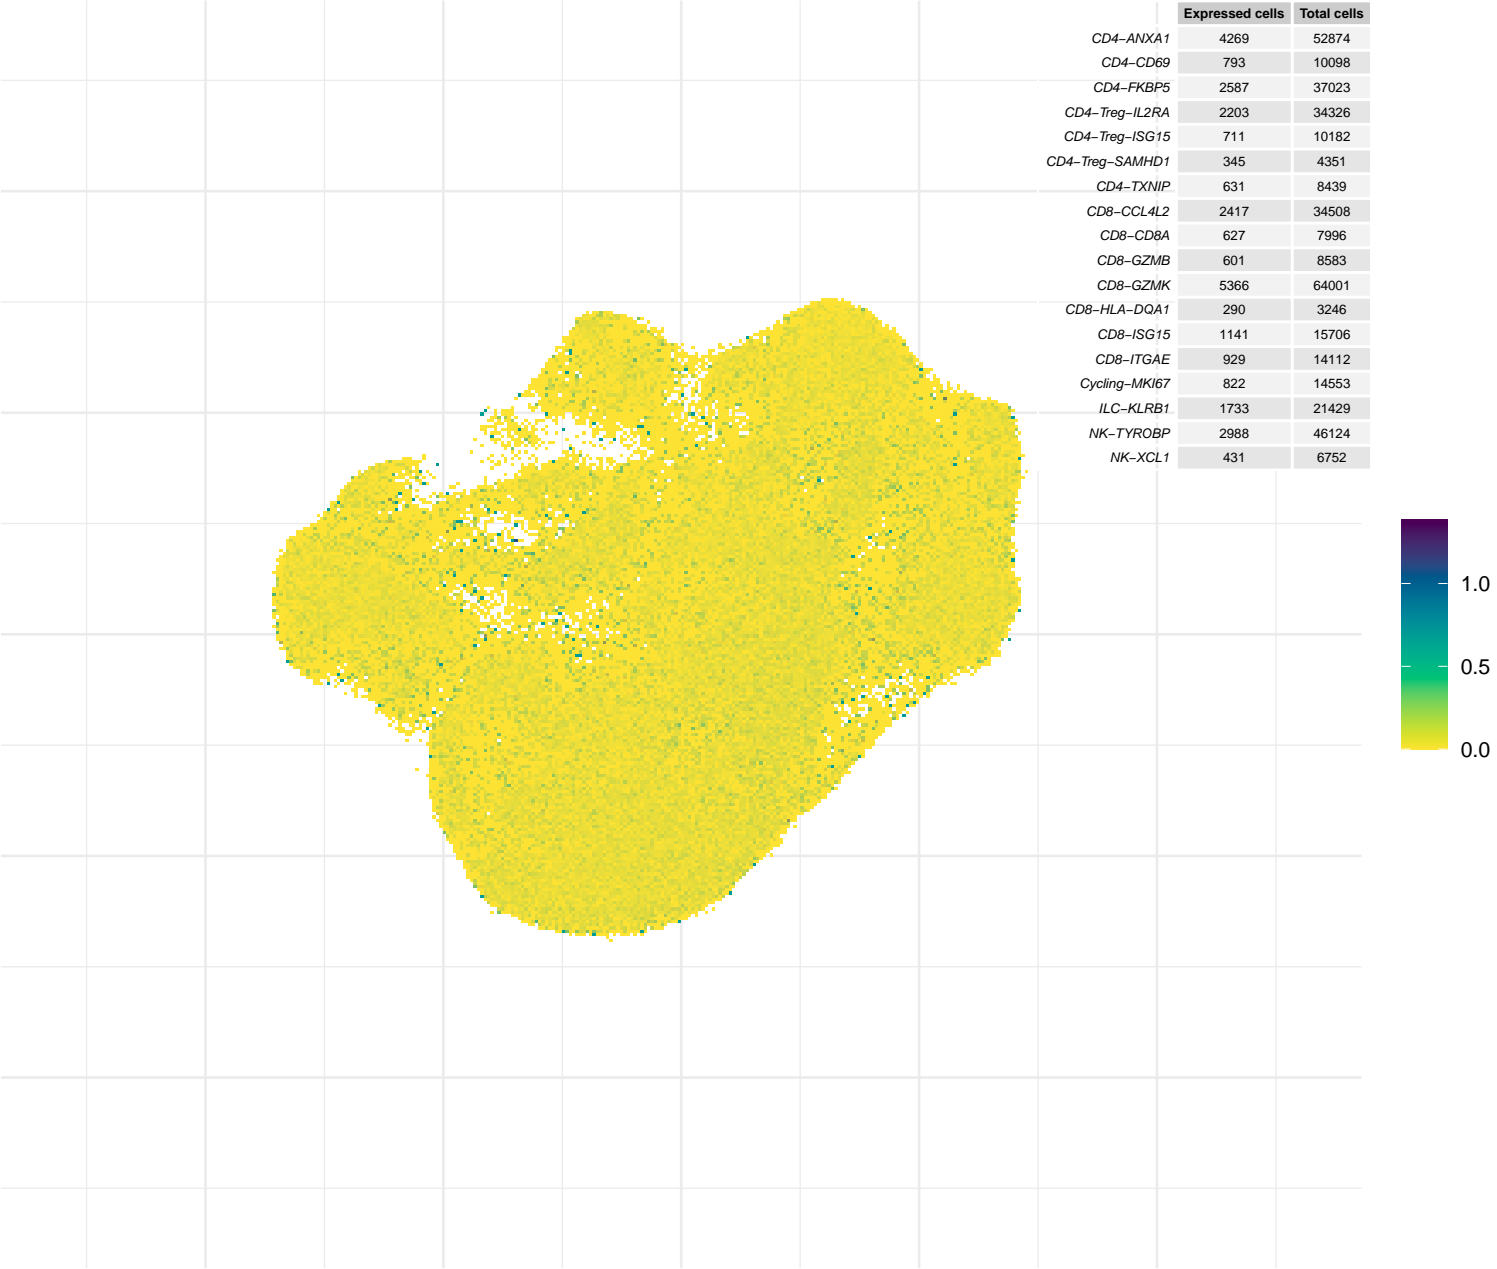 Expressed cells Total cells
CD4−ANXA1 4269 52874
CD4−CD69 793 10098
CD4−FKBP5 2587 37023
CD4−Treg−IL2RA 2203 34326
CD4−Treg−ISG15 711 10182
CD4−Treg−SAMHD1 345 4351
CD4−TXNIP 631 8439
CD8−CCL4L2 2417 34508
CD8−CD8A 627 7996
CD8−GZMB 601 8583
CD8−GZMK 5366 64001
CD8−HLA−DQA1 290 3246
CD8−ISG15 1141 15706
CD8−ITGAE 929 14112
Cycling−MKI67 822 14553
ILC−KLRB1 1733 21429
NK−TYROBP 2988 46124
NK−XCL1 431 6752
1.0
0.5
0.0